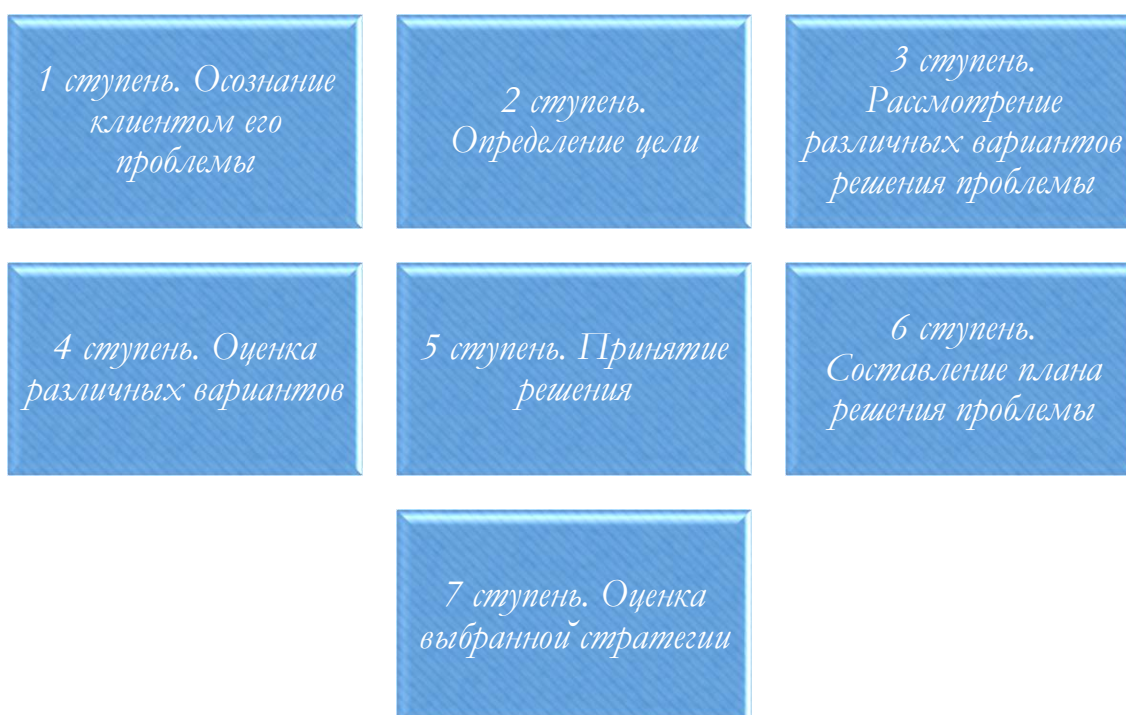 1 ступень. Осознание
клиентом его
проблемы
2 ступень.
Определение цели
3 ступень.
Рассмотрение
различных вариантов
решения проблемы
4 ступень. Оценка
различных вариантов
5 ступень. Принятие
решения
6 ступень.
Составление плана
решения проблемы
7 ступень. Оценка
выбранной стратегии